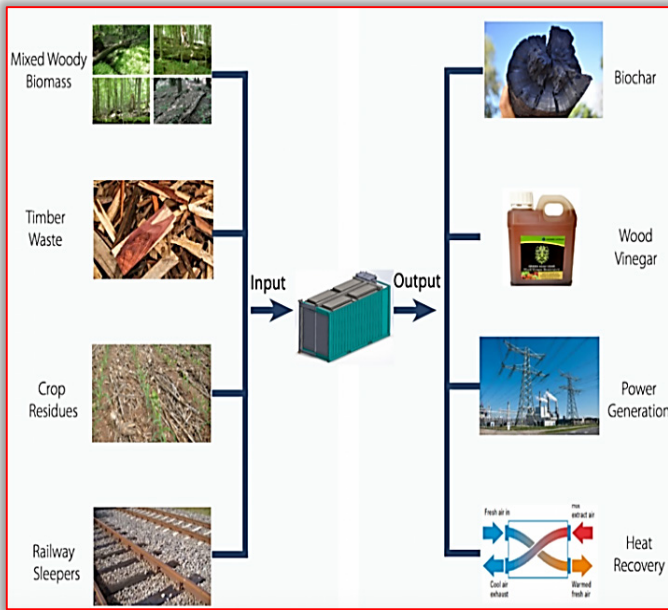 Mixed Woody
Biomass
Timber
Waste
Crop
Residues
Railway
Sleepers
Input
Output
Biochar
Wood
Vinegar
Power
Generation
Heat
Recovery
Fresh air in
extract air
Cool air
exhaust
Warmed
fresh air